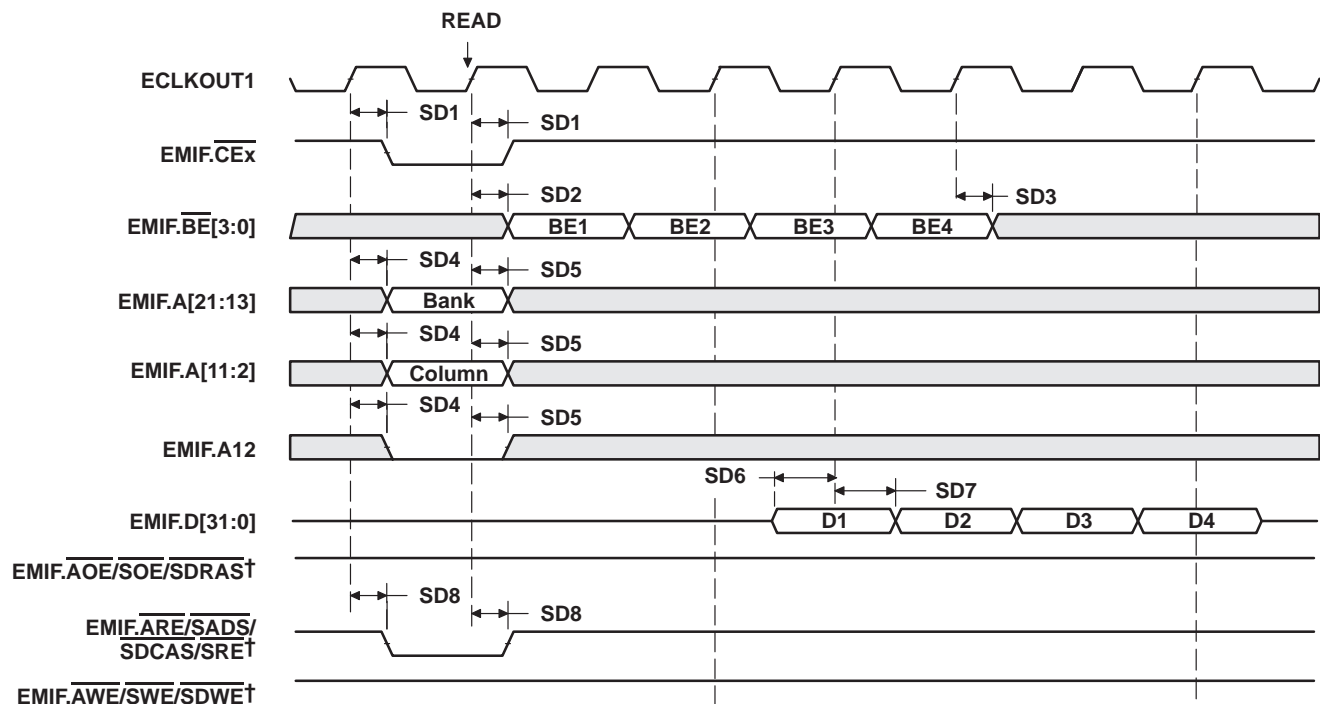 READ
ECLKOUT1
SD1
SD1
EMIF.CEx
SD2
SD3
EMIF.BE[3:0]
BE1 BE2 BE3 BE4
SD4
SD5
EMIF.A[21:13]
Bank
SD4
SD5
EMIF.A[11:2]
Column
SD4
SD5
EMIF.A12
SD6
SD7
EMIF.D[31:0]
D1 D2 D3 D4
EMIF.AOE/SOE/SDRAS†
SD8
SD8
EMIF.ARE/SADS/
SDCAS/SRE†
EMIF.AWE/SWE/SDWE†